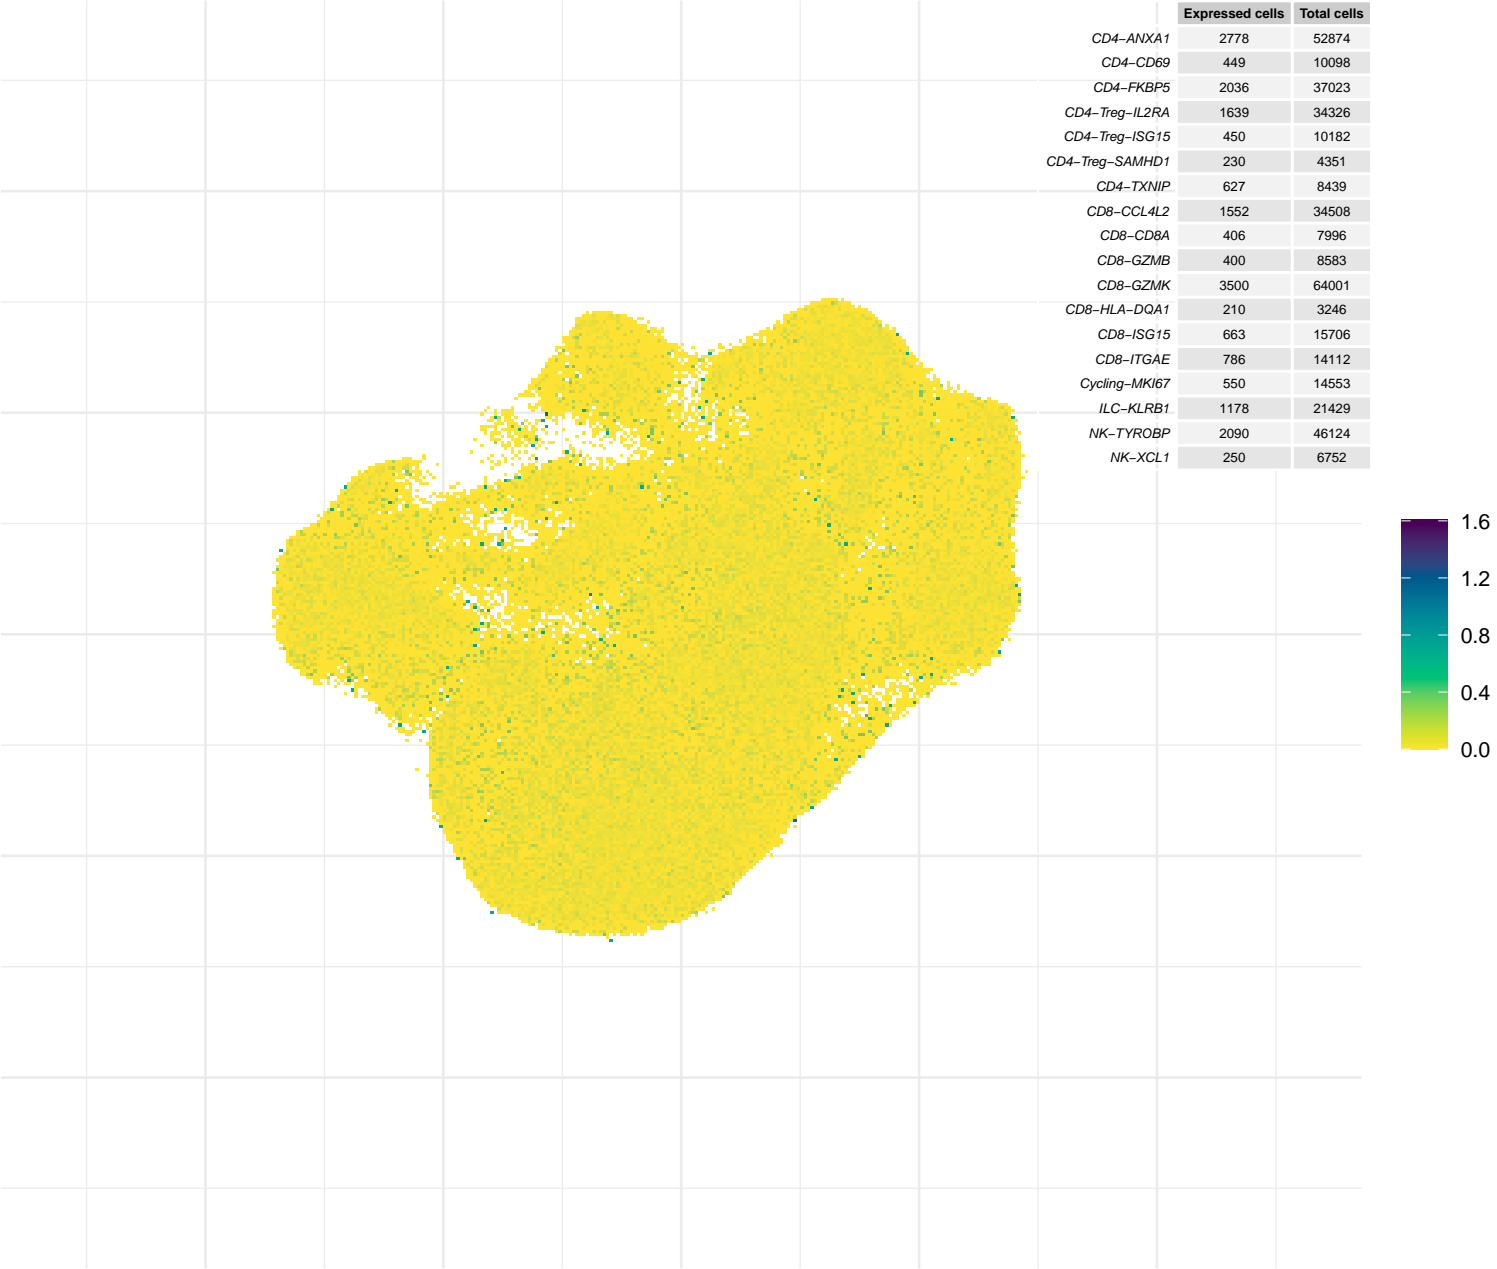 Expressed cells Total cells
CD4−ANXA1 2778 52874
CD4−CD69 449 10098
CD4−FKBP5 2036 37023
CD4−Treg−IL2RA 1639 34326
CD4−Treg−ISG15 450 10182
CD4−Treg−SAMHD1 230 4351
CD4−TXNIP 627 8439
CD8−CCL4L2 1552 34508
CD8−CD8A 406 7996
CD8−GZMB 400 8583
CD8−GZMK 3500 64001
CD8−HLA−DQA1 210 3246
CD8−ISG15 663 15706
CD8−ITGAE 786 14112
Cycling−MKI67 550 14553
ILC−KLRB1 1178 21429
NK−TYROBP 2090 46124
NK−XCL1 250 6752
1.6
1.2
0.8
0.4
0.0